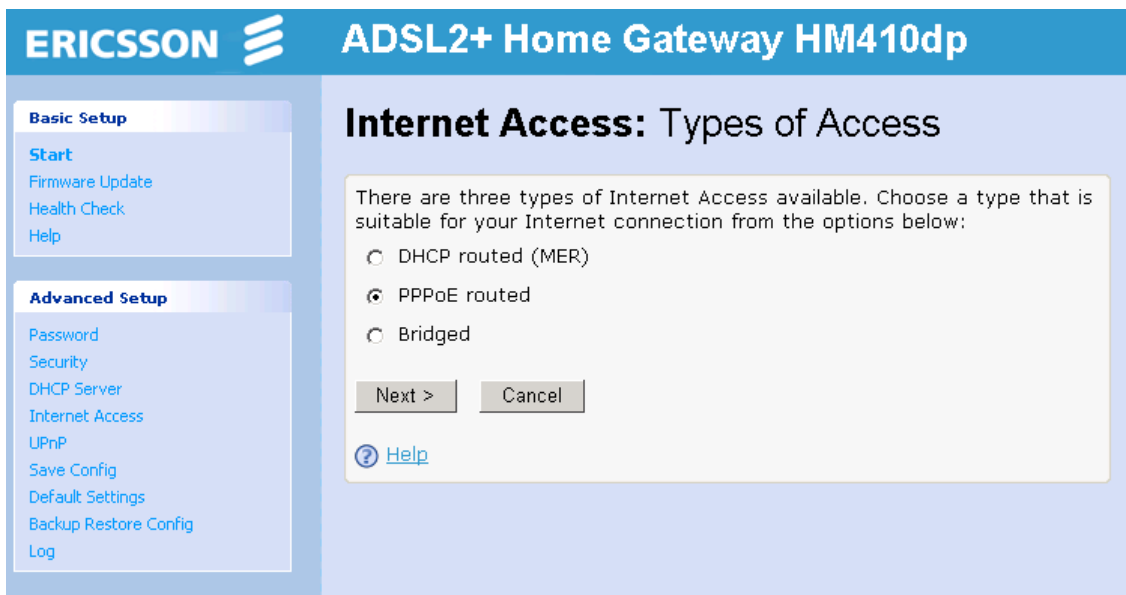 ERICSSON
ADSL2+ Home Gateway HM410dp
Basic Setup
Start
Firmware Update
Health Check
Help
Advanced Setup
Password
Security
DHCP Server
Internet Access
UPnP
Save Config
Default Settings
Backup Restore Config
Log
Internet Access: Types of Access
There are three types of Internet Access available. Choose a type that is
suitable for your Internet connection from the options below:
DHCP routed (MER)
PPPoE routed
Bridged
Next >
Cancel
? Help